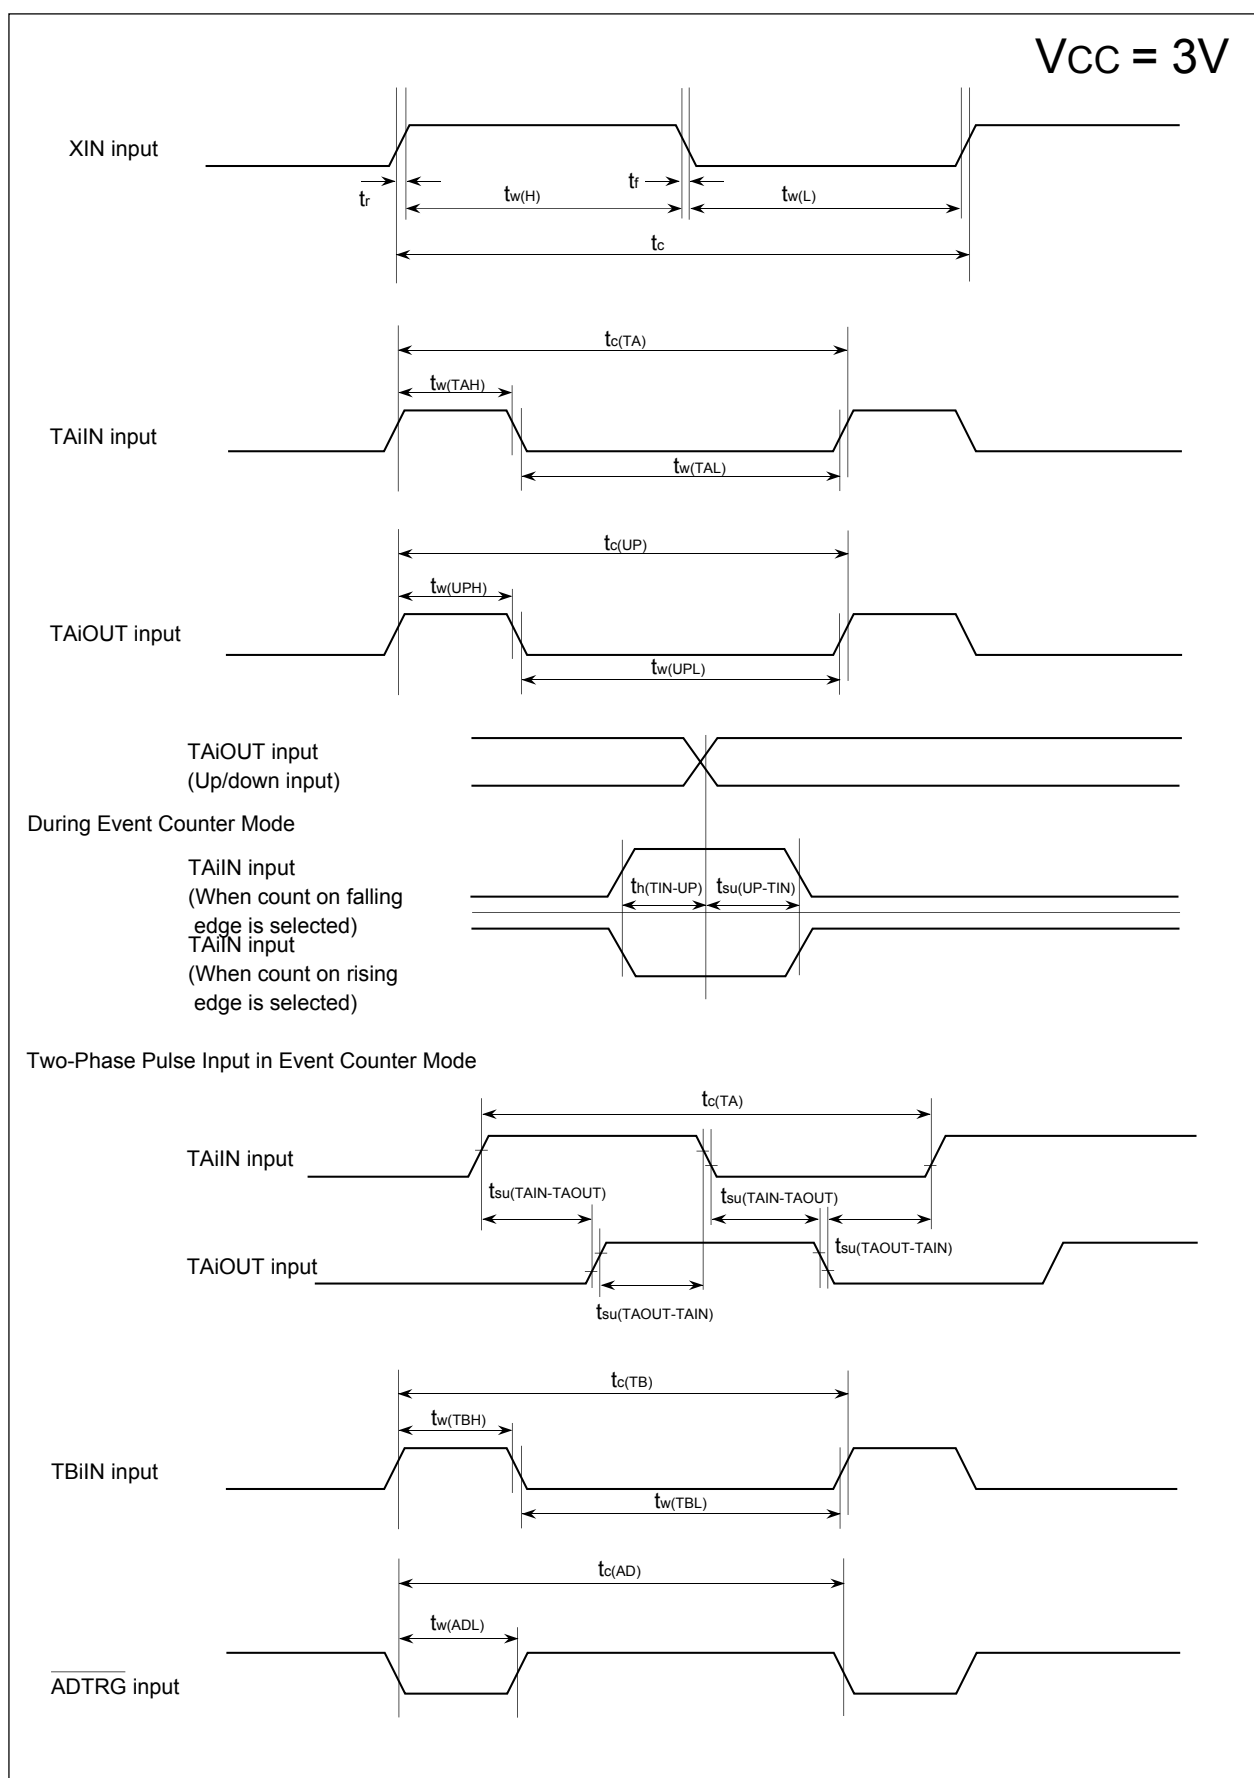 VCC = 3V
XIN input
tr
tw(H)
tf
tw(L)
tc
tc(TA)
tw(TAH)
TAiIN input
tw(TAL)
tc(UP)
tw(UPH)
TAiOUT input
tw(UPL)
TAiOUT input
(Up/down input)
During Event Counter Mode
TAiIN input
(When count on falling
edge is selected)
th(TIN-UP)
tsu(UP-TIN)
TAiIN input
(When count on rising
edge is selected)
Two-Phase Pulse Input in Event Counter Mode
tc(TA)
TAiIN input
tsu(TAIN-TAOUT)
tsu(TAIN-TAOUT)
tsu(TAOUT-TAIN)
TAiOUT input
tsu(TAOUT-TAIN)
tc(TB)
tw(TBH)
TBiIN input
tw(TBL)
tc(AD)
tw(ADL)
ADTRG input